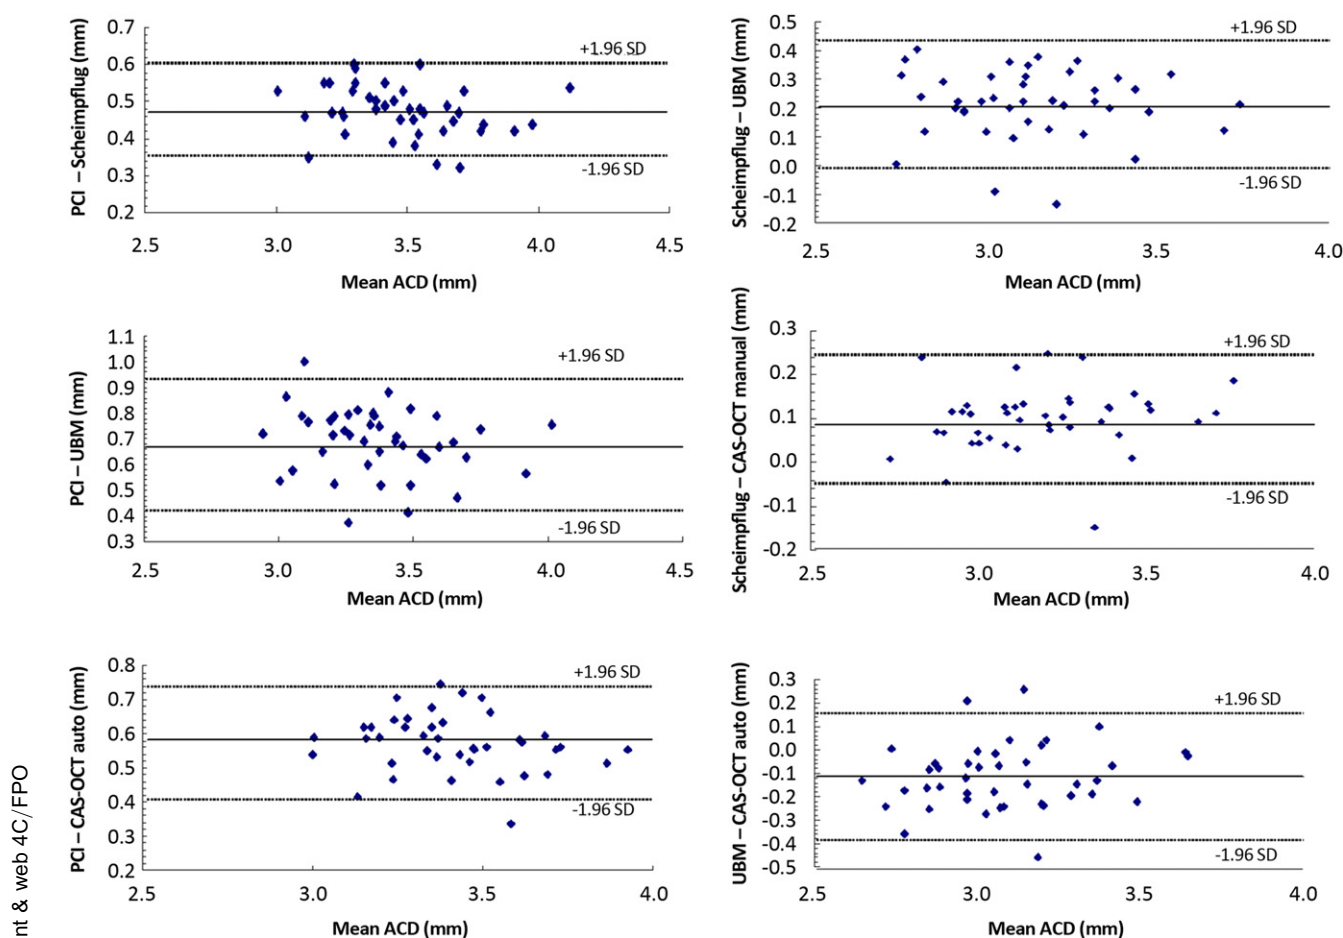 0.7
0.6
0.5
0.4
0.3
0.2
PCI – Scheimpflug (mm)
+1.96 SD
-1.96 SD
2.5 3.0 3.5 4.0 4.5
Mean ACD (mm)
0.5
0.4
0.3
0.2
0.1
0.0
-0.1
-0.2
Scheimpflug – UBM (mm)
+1.96 SD
-1.96 SD
2.5 3.0 3.5 4.0
Mean ACD (mm)
1.1
1.0
0.9
0.8
0.7
0.6
0.5
0.4
0.3
PCI – UBM (mm)
+1.96 SD
-1.96 SD
2.5 3.0 3.5 4.0 4.5
Mean ACD (mm)
0.3
0.2
0.1
0.0
-0.1
-0.2
Scheimpflug – CAS-OCT manual (mm)
+1.96 SD
-1.96 SD
2.5 3.0 3.5 4.0
Mean ACD (mm)
0.8
0.7
0.6
0.5
0.4
0.3
0.2
PCI – CAS-OCT auto (mm)
+1.96 SD
-1.96 SD
2.5 3.0 3.5 4.0
Mean ACD (mm)
0.3
0.2
0.1
0.0
-0.1
-0.2
-0.3
-0.4
-0.5
UBM – CAS-OCT auto (mm)
+1.96 SD
-1.96 SD
2.5 3.0 3.5 4.0
Mean ACD (mm)
nt & web 4C/FPO